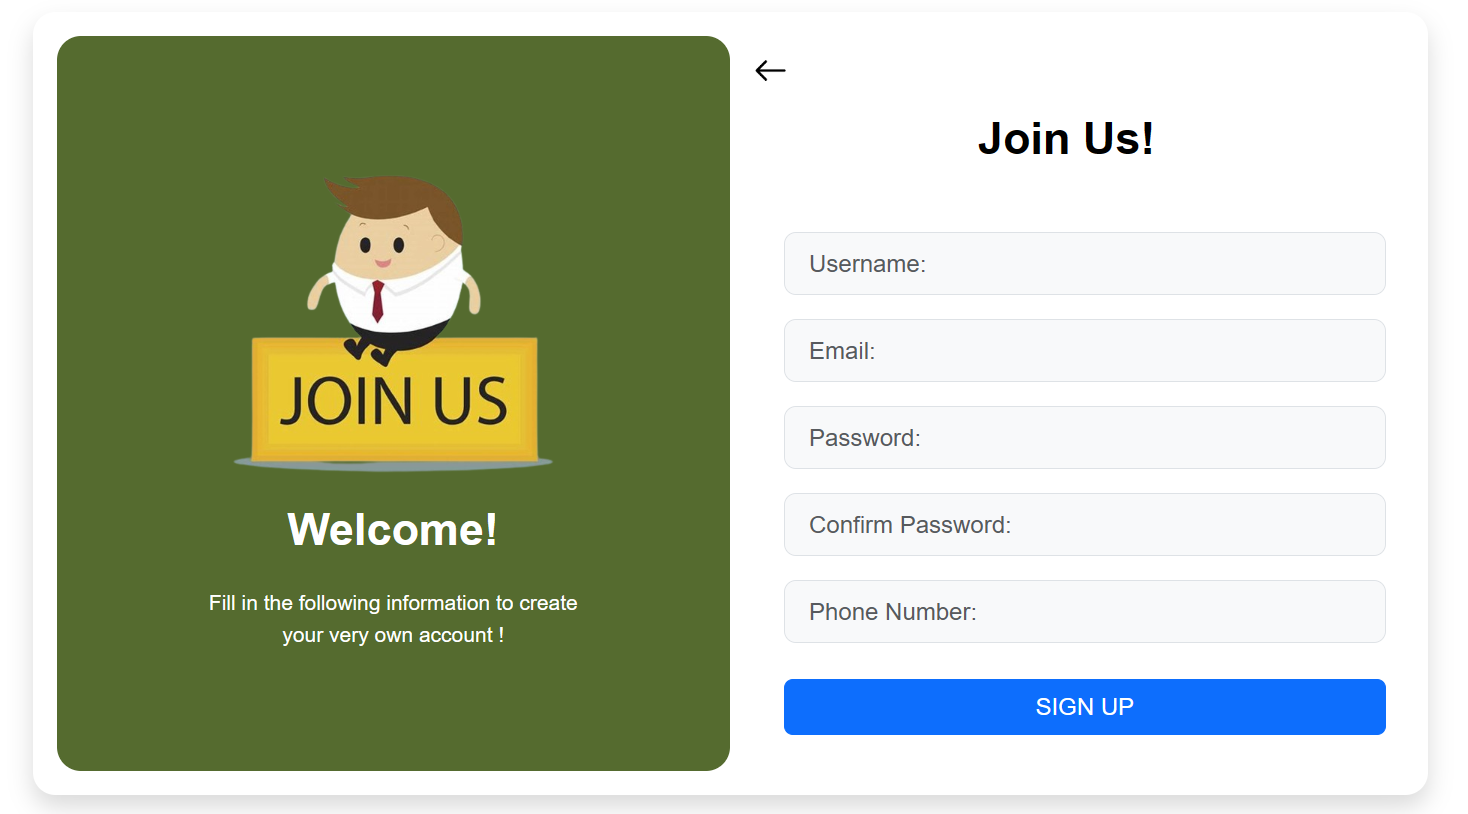 JOIN US
Welcome!
Fill in the following information to create
your very own account !
Join Us!
Username:
Email:
Password:
Confirm Password:
Phone Number:
SIGN UP